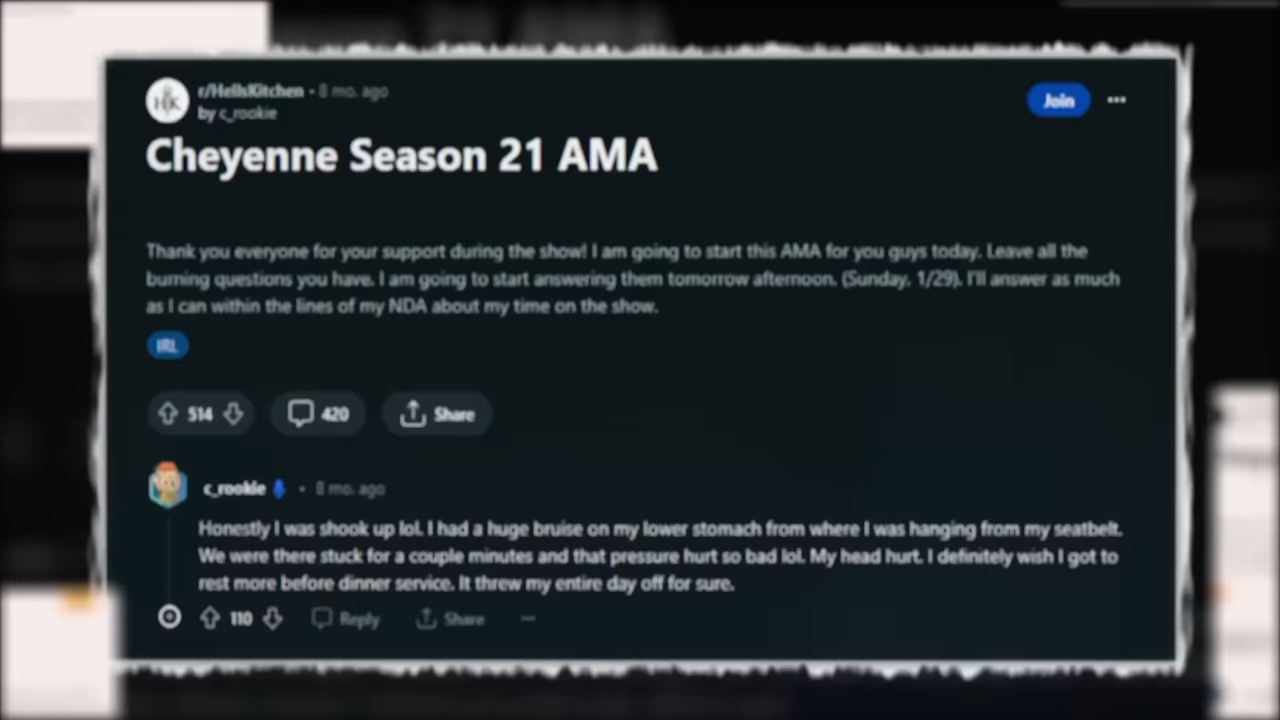 r/HellsKitchen • 8 mo. ago
by c_rookie
Join
Cheyenne Season 21 AMA
Thank you everyone for your support during the show! I am going to start this AMA for you guys today. Leave all the
burning questions you have. I am going to start answering them tomorrow afternoon. (Sunday, 1/29). I'll answer as much
as I can within the lines of my NDA about my time on the show.
IRL
514 420 Share
c_rookie • 8 mo. ago
Honestly I was shook up lol. I had a huge bruise on my lower stomach from where I was hanging from my seatbelt.
We were there stuck for a couple minutes and that pressure hurt so bad lol. My head hurt. I definitely wish I got to
rest more before dinner service. It threw my entire day off for sure.
110 Reply Share